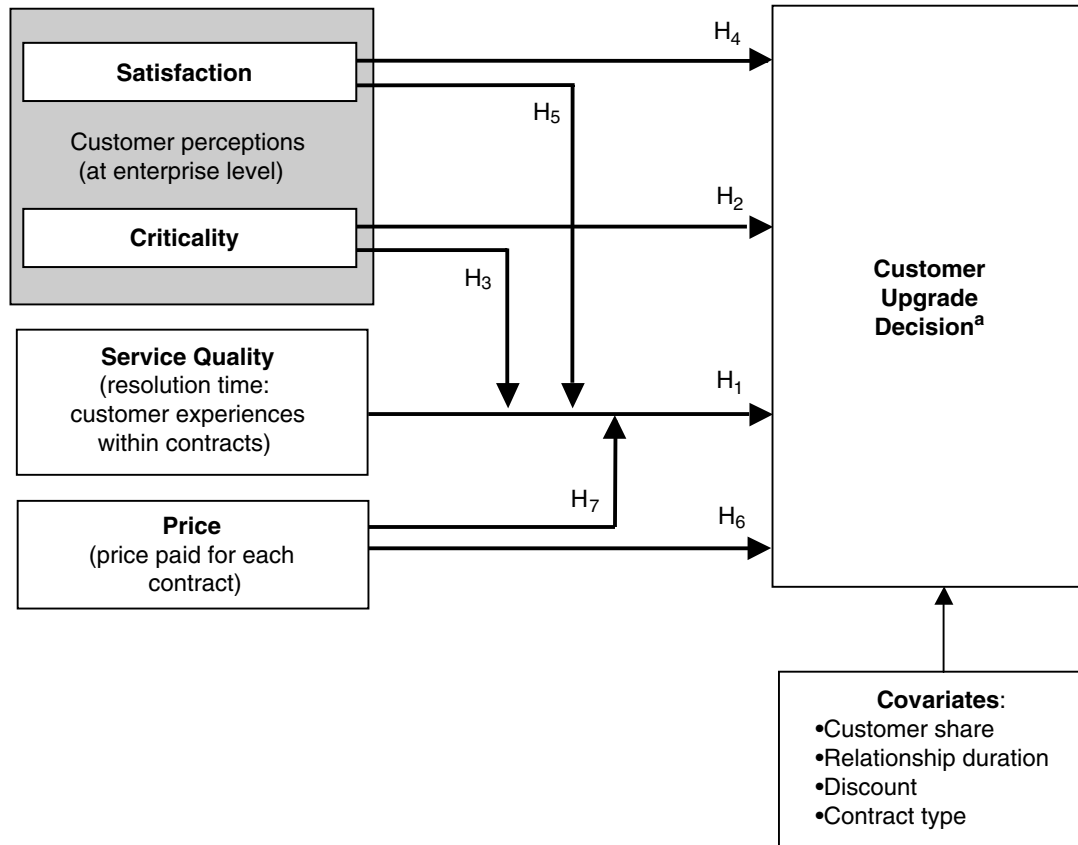 Satisfaction
Customer perceptions
(at enterprise level)
Criticality
Service Quality
(resolution time:
customer experiences
within contracts)
Price
(price paid for each
contract)
H4
H5
H2
H3
H1
H7
H6
Customer
Upgrade
Decisionᵃ
Covariates:
•Customer share
•Relationship duration
•Discount
•Contract type